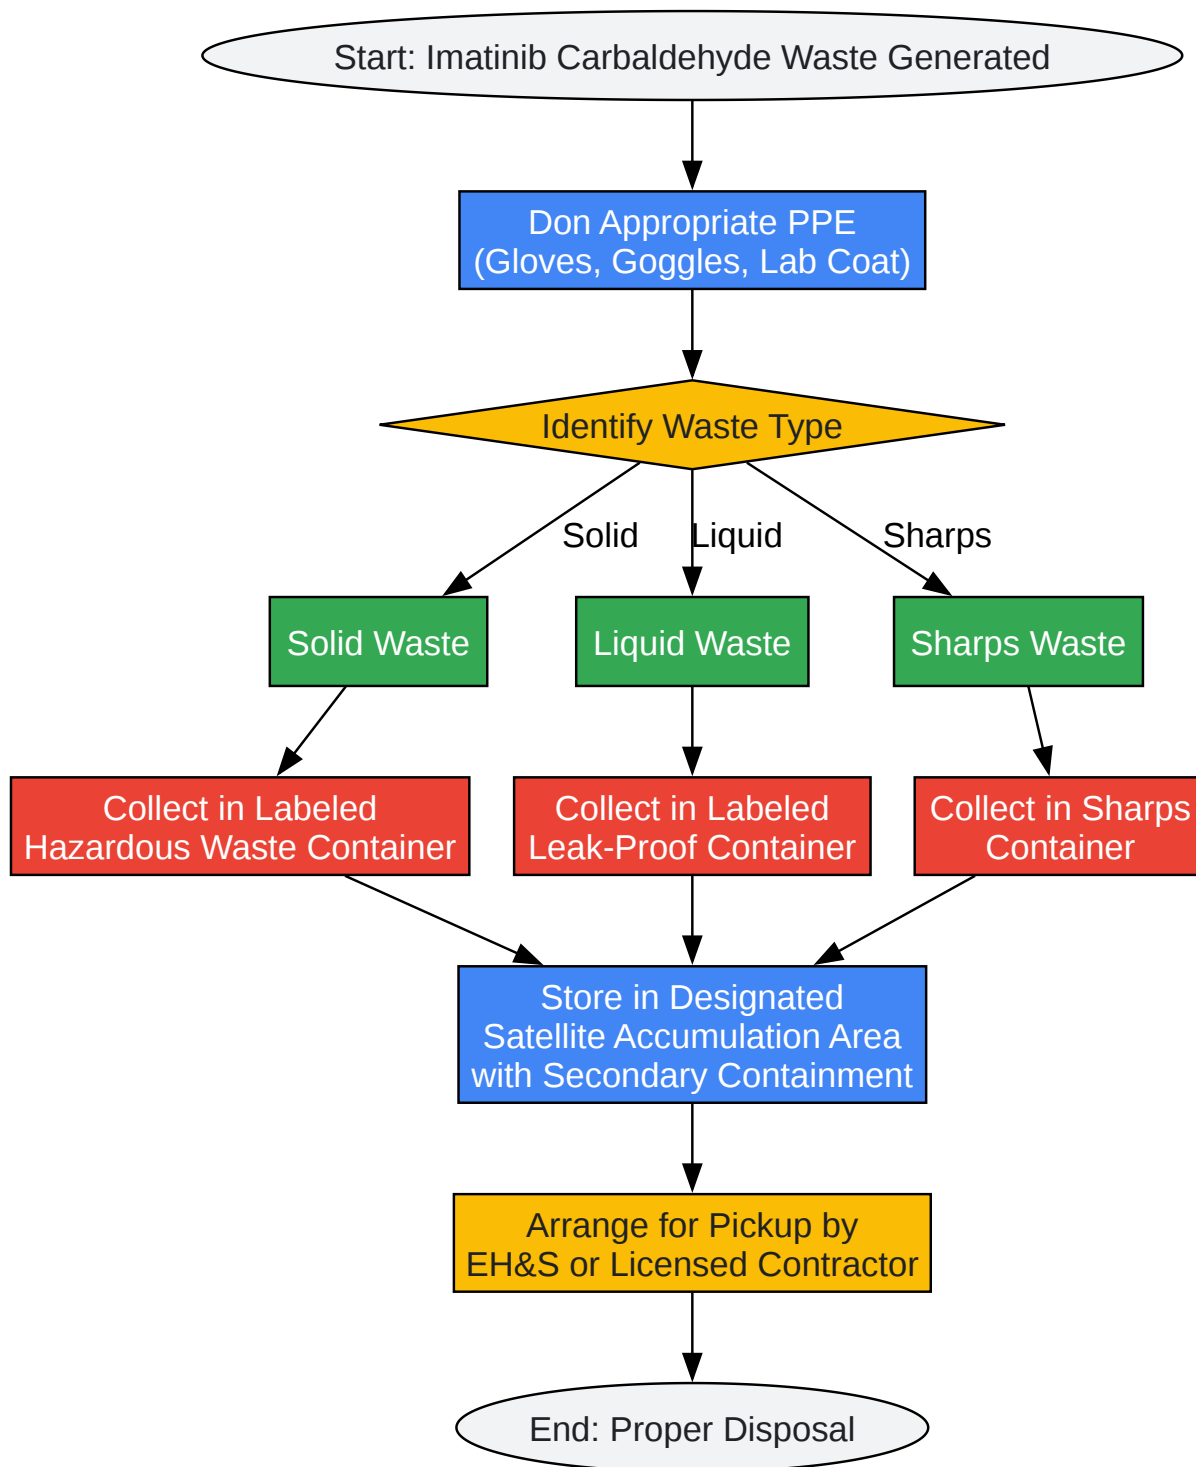 Start: Imatinib Carbaldehyde Waste Generated
Don Appropriate PPE
(Gloves, Goggles, Lab Coat)
Identify Waste Type
Solid
Liquid
Sharps
Solid Waste
Liquid Waste
Sharps Waste
Collect in Labeled
Hazardous Waste Container
Collect in Labeled
Leak-Proof Container
Collect in Sharps
Container
Store in Designated
Satellite Accumulation Area
with Secondary Containment
Arrange for Pickup by
EH&S or Licensed Contractor
End: Proper Disposal